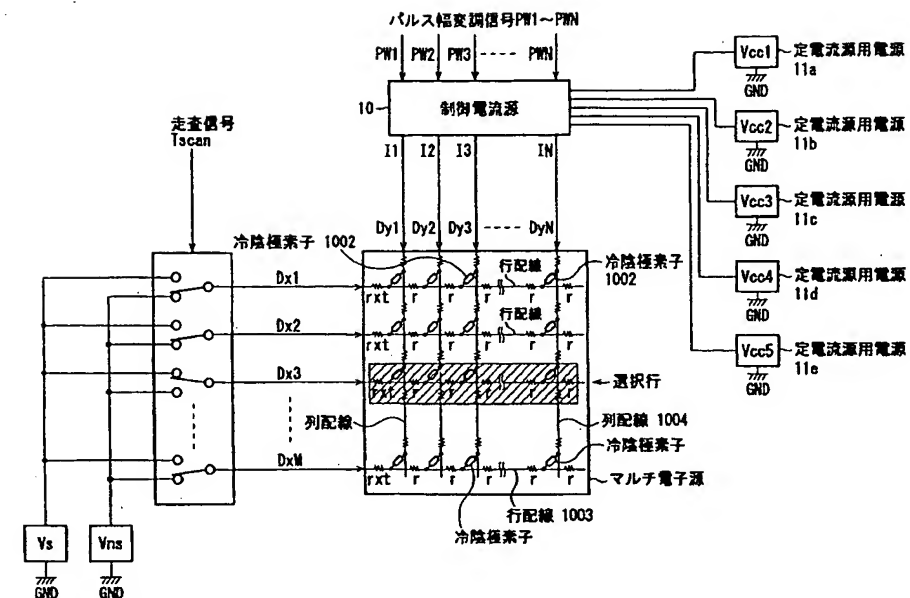 パルス幅変調信号PW1～PWN
PW1 PW2 PW3 PWN
10 制御電流源
Vcc1 定電流源用電源 11a
GND
Vcc2 定電流源用電源 11b
GND
Vcc3 定電流源用電源 11c
GND
Vcc4 定電流源用電源 11d
GND
Vcc5 定電流源用電源 11e
GND
走査信号
Tscan
I1 I2 I3 IN
Dy1 Dy2 Dy3 DyN
冷陰極素子 1002
行配線
冷陰極素子
1002
Dx1
rxt r r r r r
Dx2
行配線
rxt r r r r r
Dx3
rxt r r r r r
選択行
列配線
列配線 1004
冷陰極素子
DxM
rxt r r r r r
マルチ電子源
行配線 1003
冷陰極素子
Vs Vns
GND GND